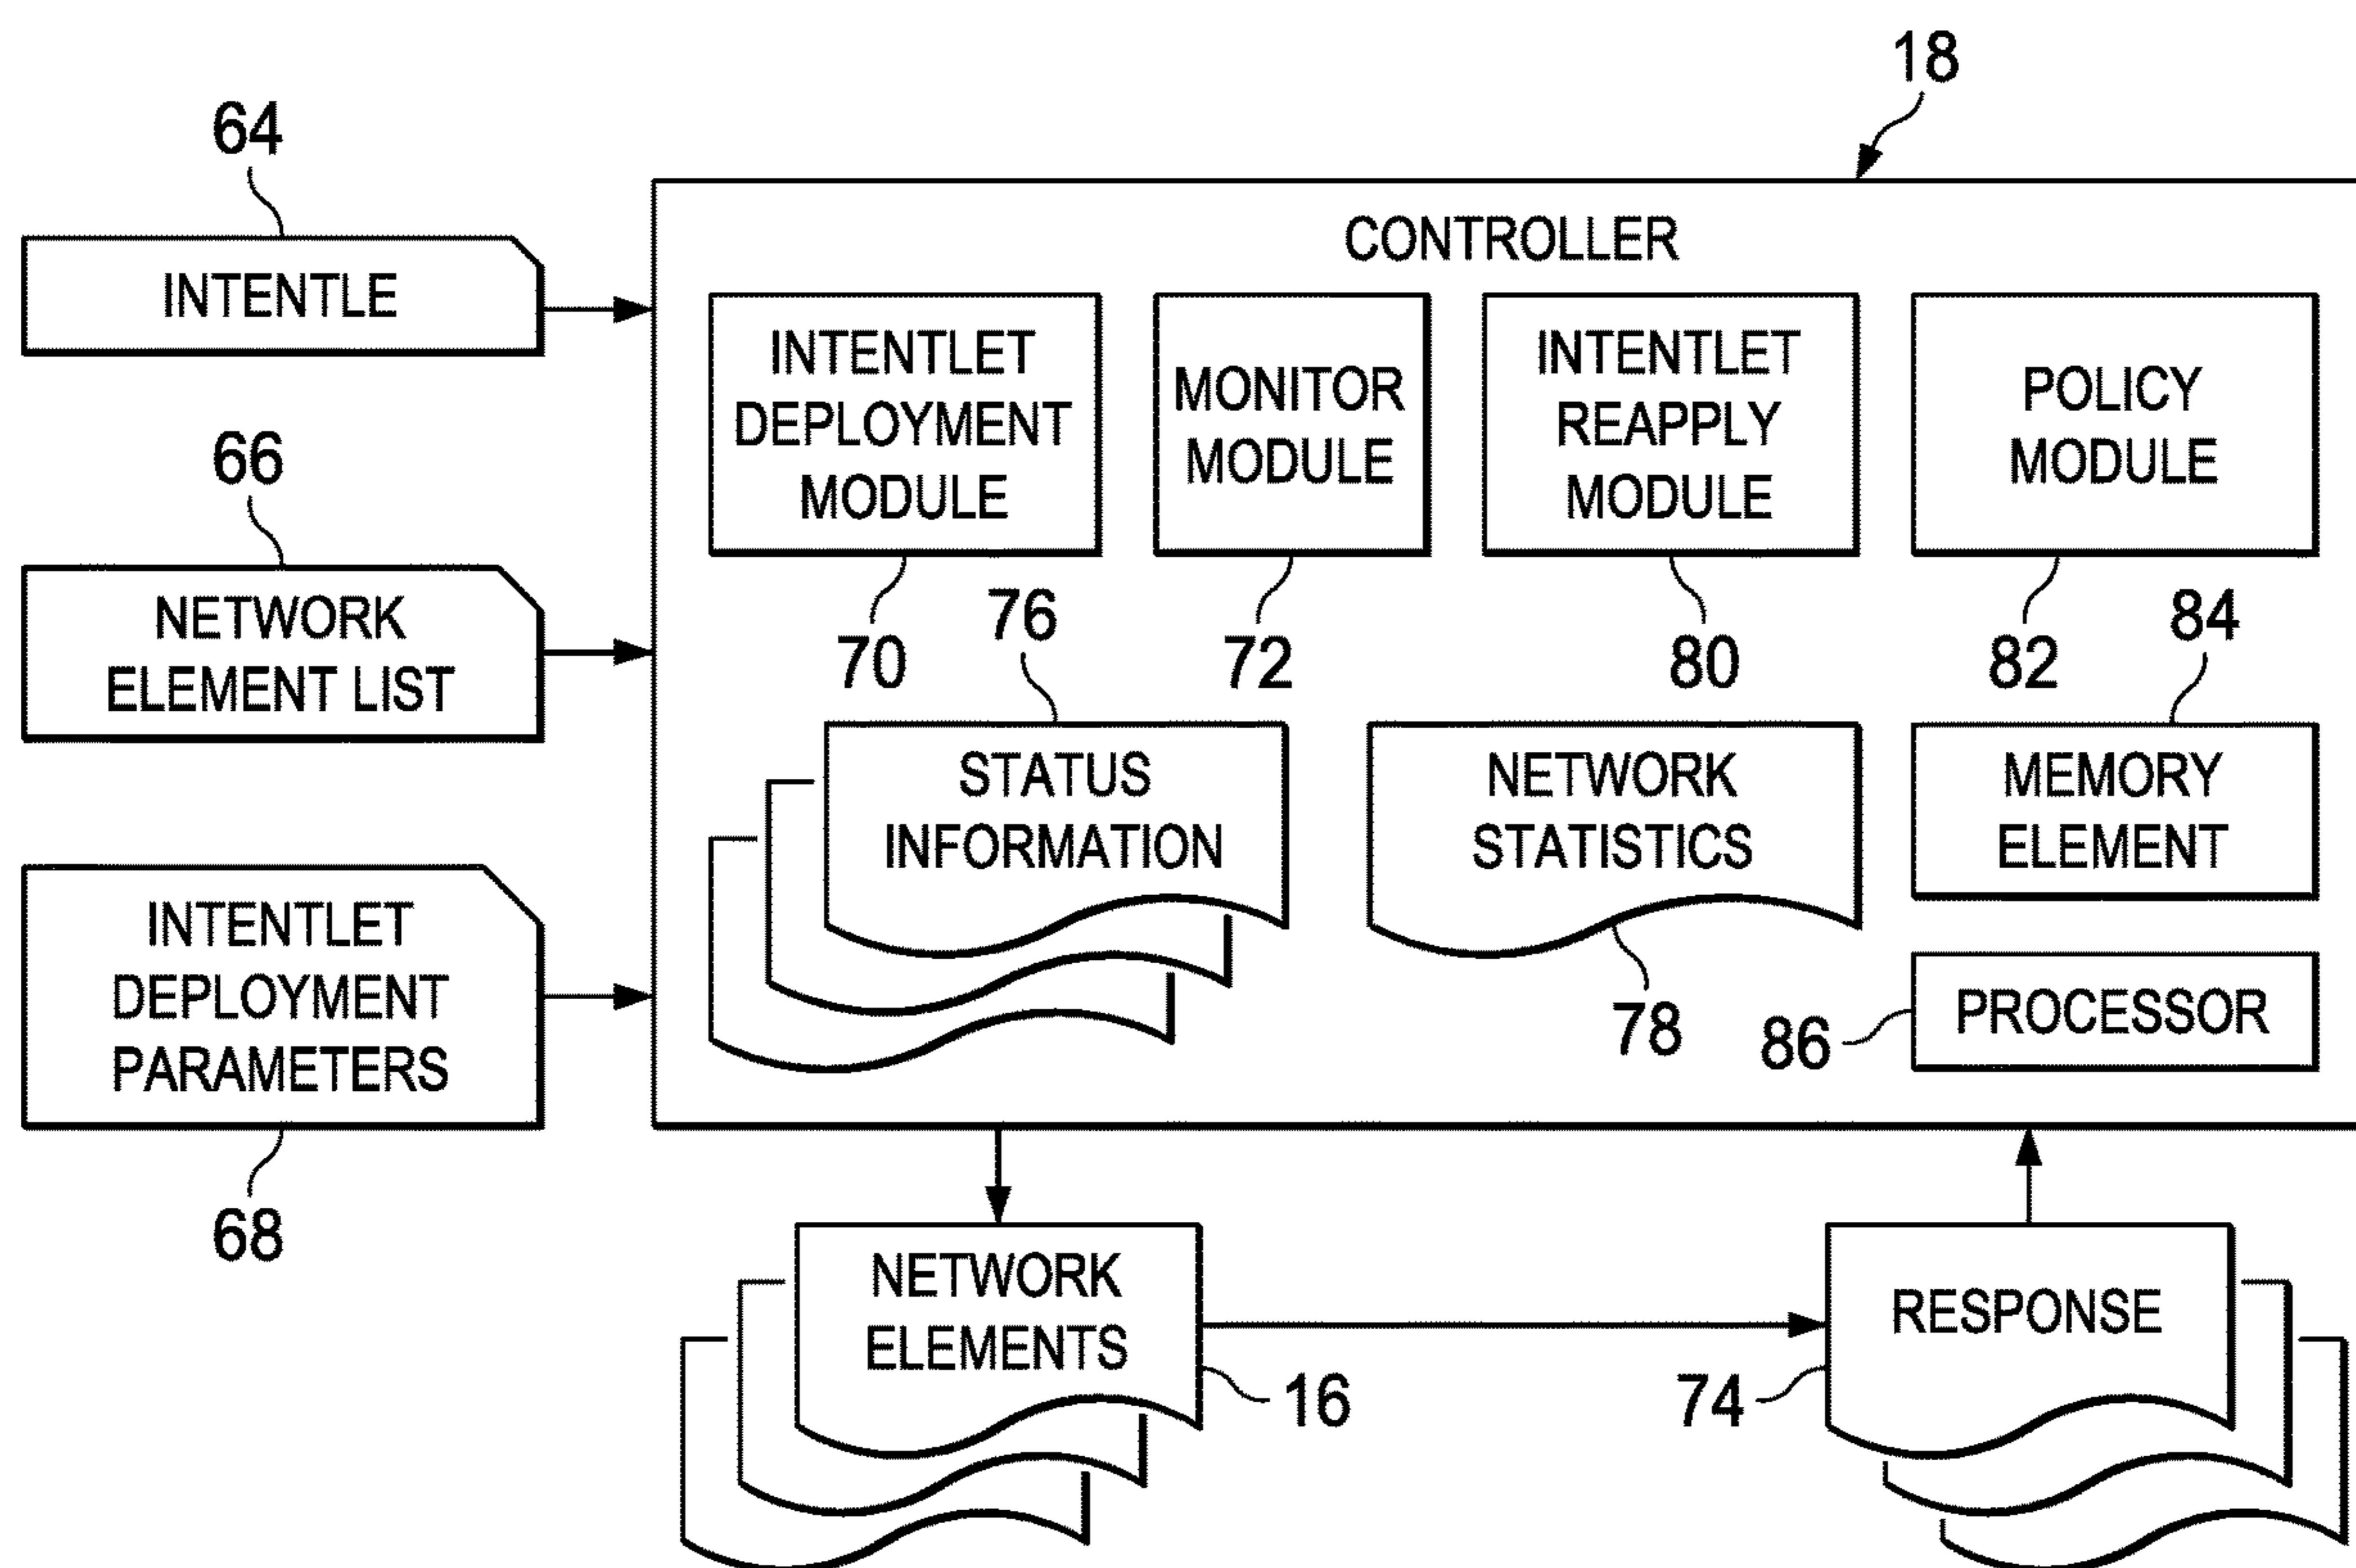 18
64
INTENTLE
66
NETWORK
ELEMENT LIST
INTENTLET
DEPLOYMENT
PARAMETERS
68
CONTROLLER
INTENTLET
DEPLOYMENT
MODULE
70
MONITOR
MODULE
72
INTENTLET
REAPPLY
MODULE
80
POLICY
MODULE
82
76
STATUS
INFORMATION
NETWORK
STATISTICS
78
84
MEMORY
ELEMENT
86
PROCESSOR
NETWORK
ELEMENTS
16
74
RESPONSE